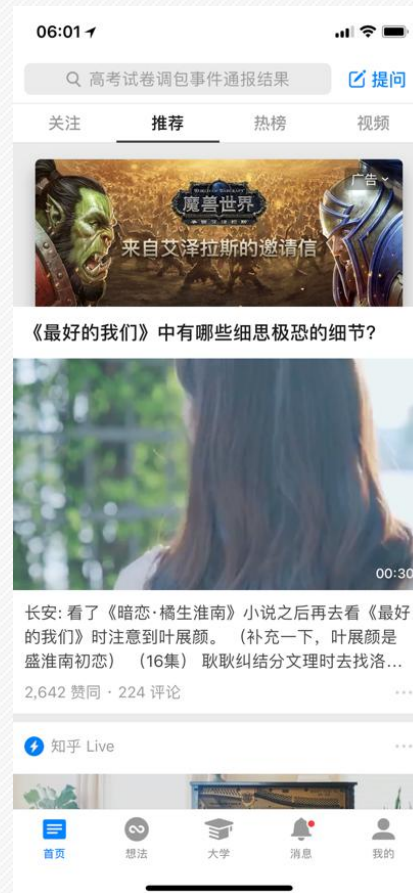 06:01
高考试卷调包事件通报结果
提问
关注 推荐 热榜 视频
广告
魔兽世界
来自艾泽拉斯的邀请信
《最好的我们》中有哪些细思极恐的细节?
00:30
长安: 看了《暗恋·橘生淮南》小说之后再去看《最好
的我们》时注意到叶展颜。 (补充一下, 叶展颜是
盛淮南初恋) (16集) 耿耿纠结分文理时去找洛...
2,642 赞同 · 224 评论
知乎 Live
首页 想法 大学 消息 我的